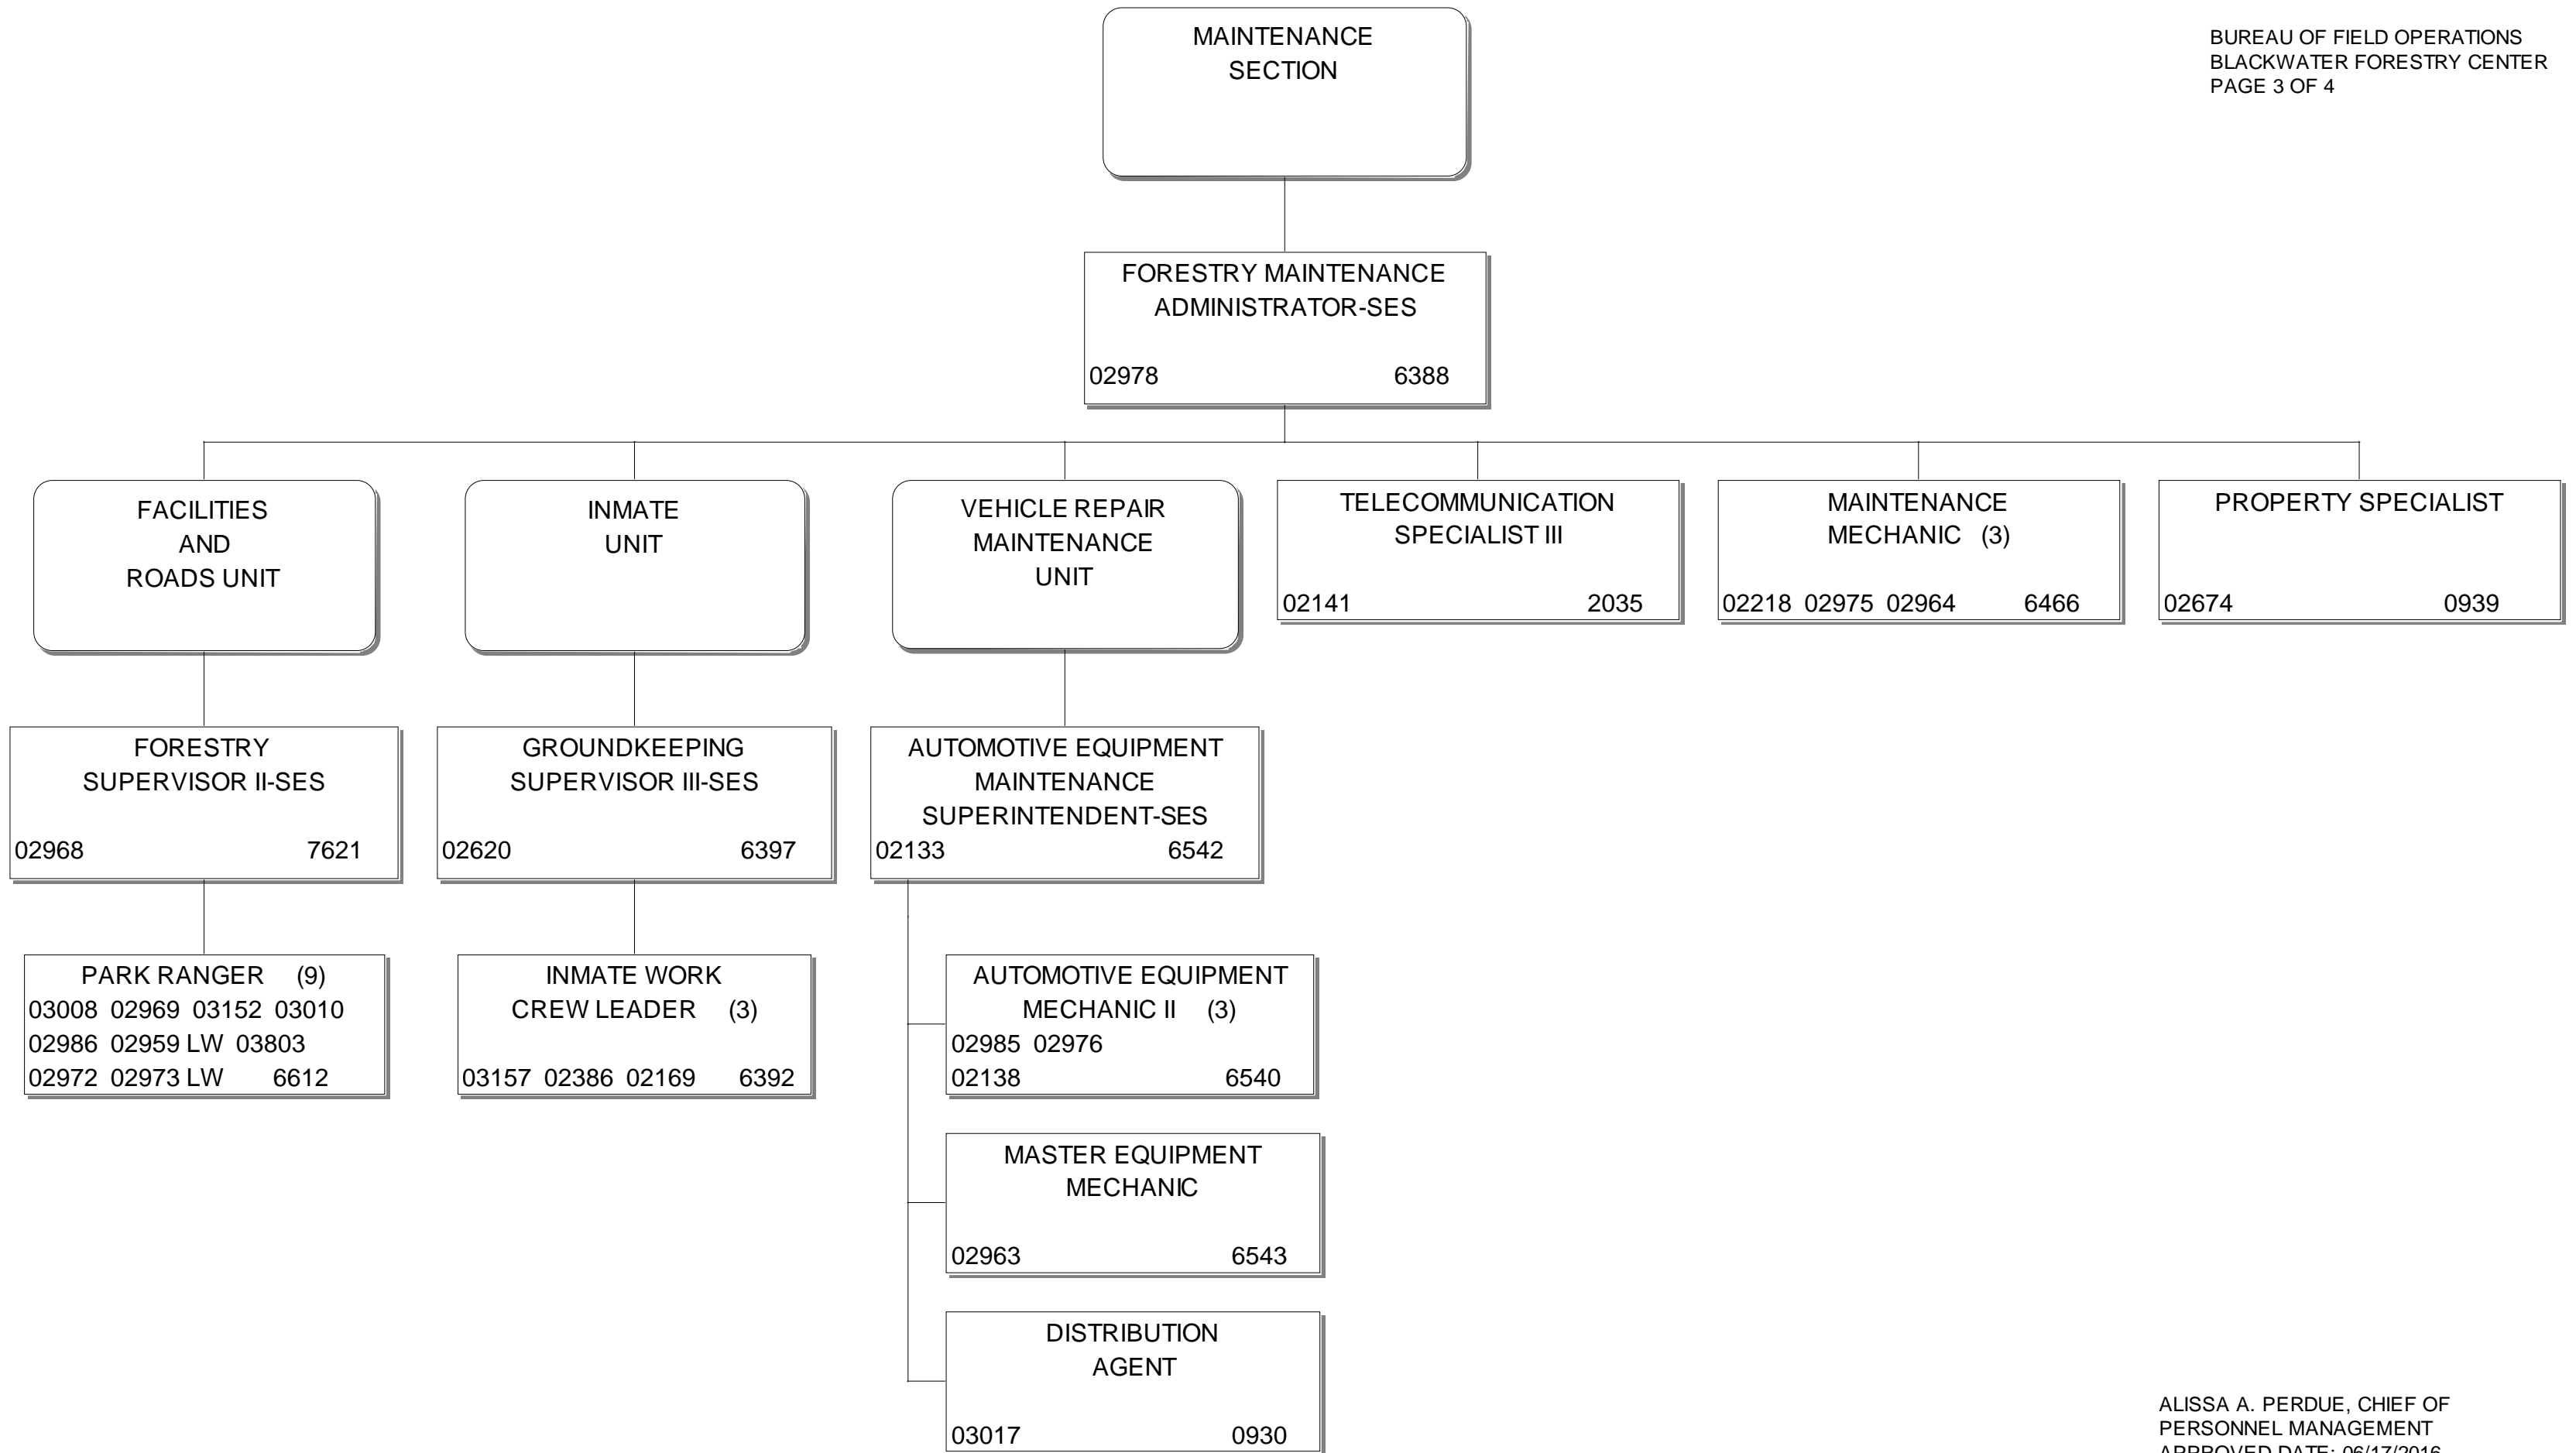 MAINTENANCE
SECTION
BUREAU OF FIELD OPERATIONS
BLACKWATER FORESTRY CENTER
PAGE 3 OF 4
FORESTRY MAINTENANCE
ADMINISTRATOR-SES
02978 6388
FACILITIES
AND
ROADS UNIT
INMATE
UNIT
VEHICLE REPAIR
MAINTENANCE
UNIT
TELECOMMUNICATION
SPECIALIST III
02141 2035
MAINTENANCE
MECHANIC (3)
02218 02975 02964 6466
PROPERTY SPECIALIST
02674 0939
FORESTRY
SUPERVISOR II-SES
02968 7621
GROUNDKEEPING
SUPERVISOR III-SES
02620 6397
AUTOMOTIVE EQUIPMENT
MAINTENANCE
SUPERINTENDENT-SES
02133 6542
PARK RANGER (9)
03008 02969 03152 03010
02986 02959 LW 03803
02972 02973 LW 6612
INMATE WORK
CREW LEADER (3)
03157 02386 02169 6392
AUTOMOTIVE EQUIPMENT
MECHANIC II (3)
02985 02976
02138 6540
MASTER EQUIPMENT
MECHANIC
02963 6543
DISTRIBUTION
AGENT
03017 0930
ALISSA A. PERDUE, CHIEF OF
PERSONNEL MANAGEMENT
APPROVED DATE: 06/17/2016